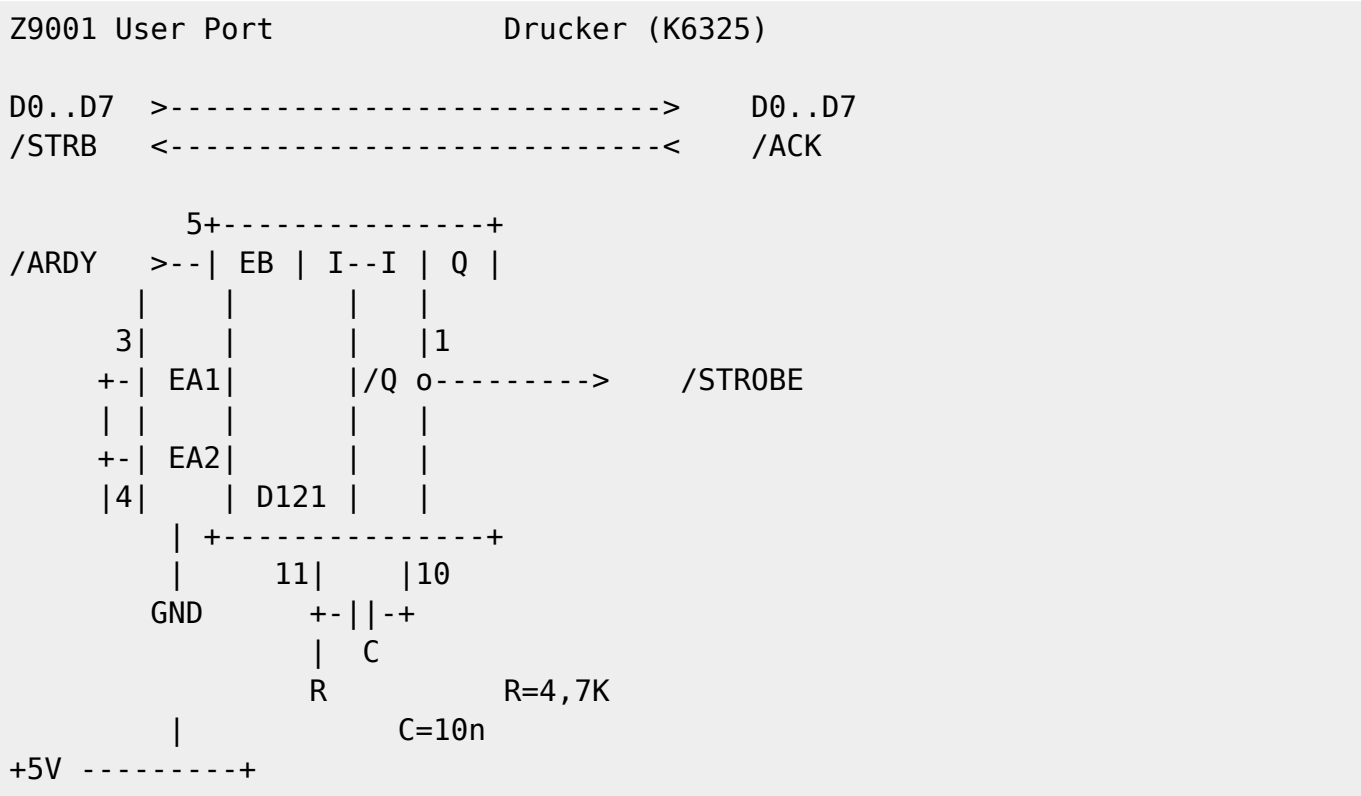 Z9001 User Port             Drucker (K6325)

D0..D7  >---------------------------->    D0..D7
/STRB   <----------------------------<    /ACK

          5+---------------+
/ARDY   >--| EB | I--I | Q |
       |    |      |   |
      3|    |      |   |1
     +-| EA1|      |/Q o--------->    /STROBE
     | |    |      |   |
     +-| EA2|      |   |
     |4|    | D121 |   |
         | +---------------+
         |     11|    |10
        GND      +-||-+
                 |  C
                 R          R=4,7K
         |            C=10n
+5V ---------+